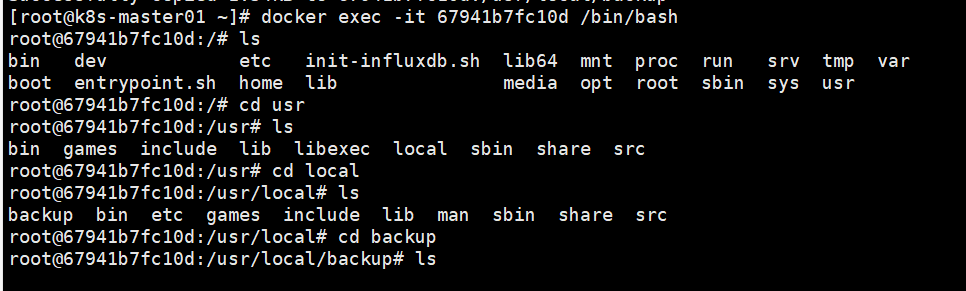 [root@k8s-master01 ~]# docker exec -it 67941b7fc10d /bin/bash
root@67941b7fc10d:/# ls
bin   dev            etc   init-influxdb.sh  lib64  mnt  proc  run   srv  tmp  var
boot  entrypoint.sh  home  lib               media  opt  root  sbin  sys  usr
root@67941b7fc10d:/# cd usr
root@67941b7fc10d:/usr# ls
bin  games  include  lib  libexec  local  sbin  share  src
root@67941b7fc10d:/usr# cd local
root@67941b7fc10d:/usr/local# ls
backup  bin  etc  games  include  lib  man  sbin  share  src
root@67941b7fc10d:/usr/local# cd backup
root@67941b7fc10d:/usr/local/backup# ls